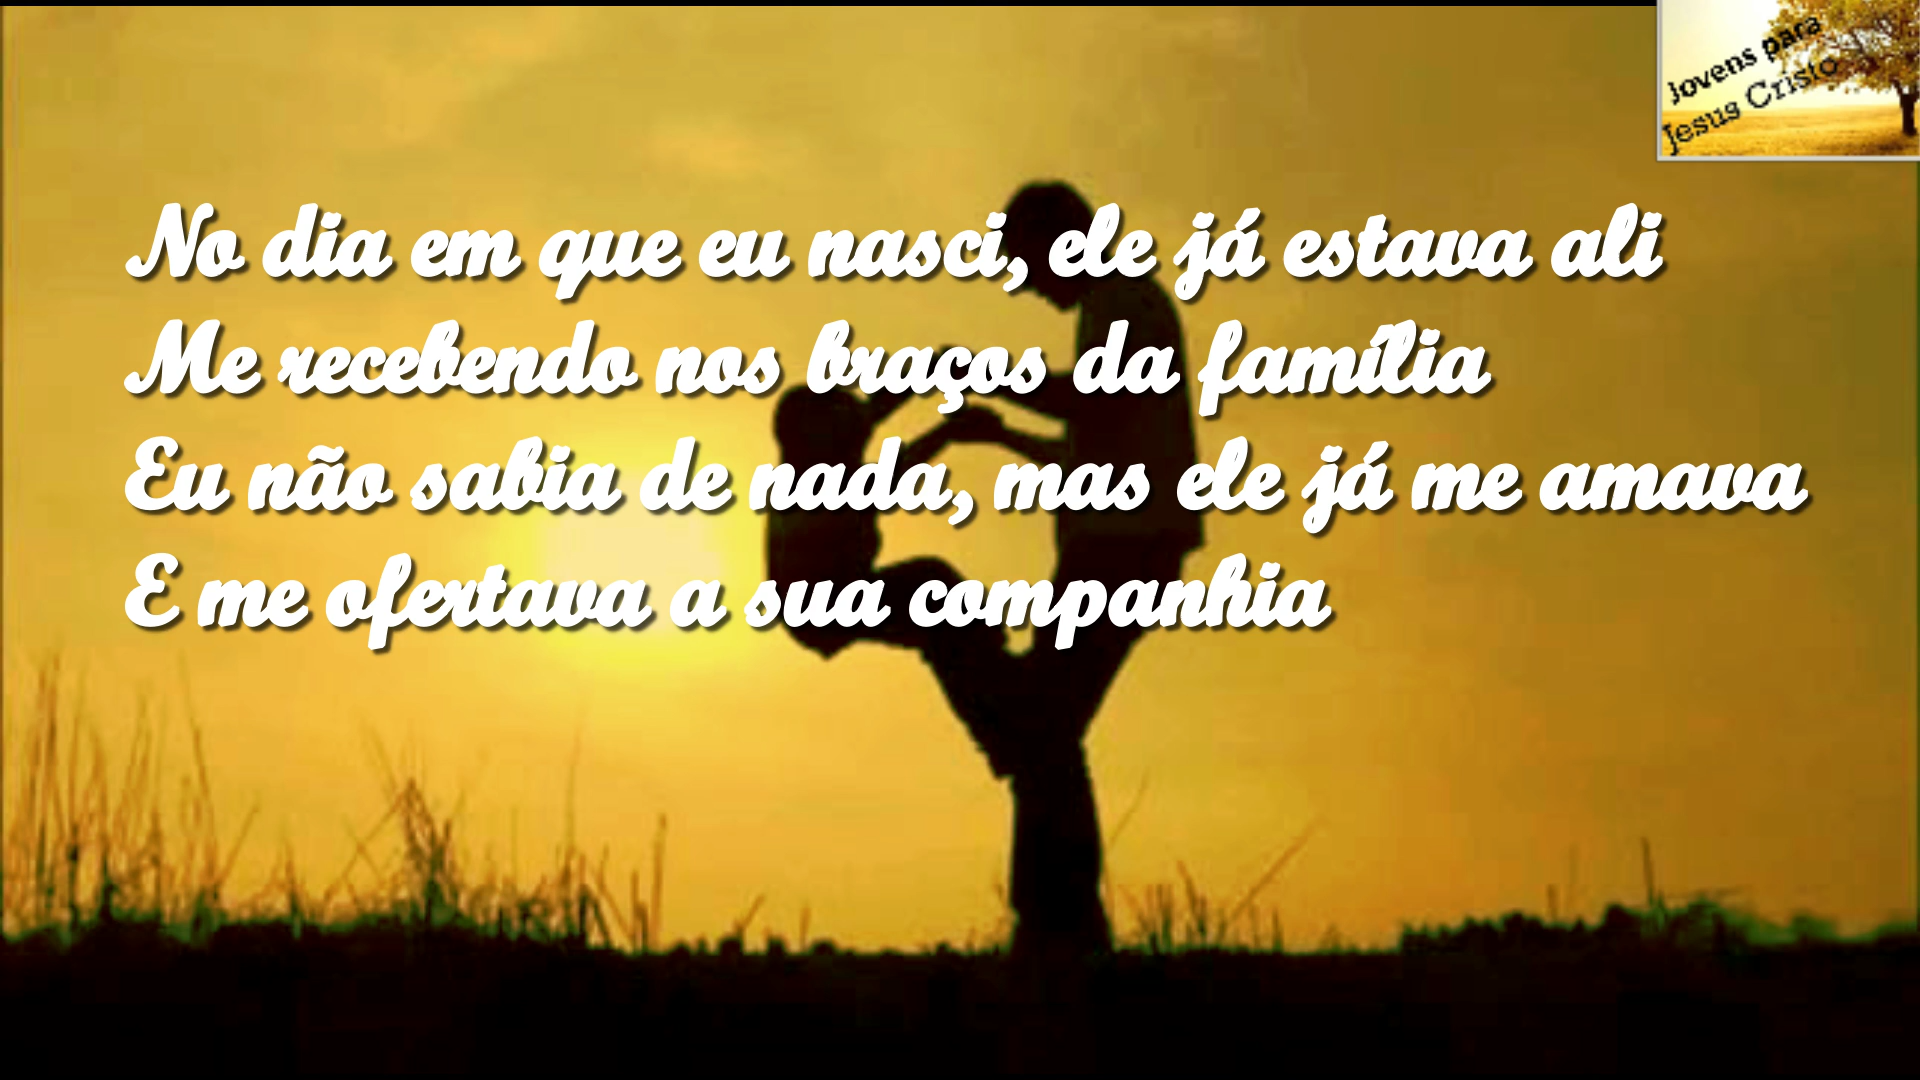 Jovens para
Jesus Cristo
No dia em que eu nasci, ele já estava ali
Me recebendo nos braços da família
Eu não sabia de nada, mas ele já me amava
E me ofertava a sua companhia